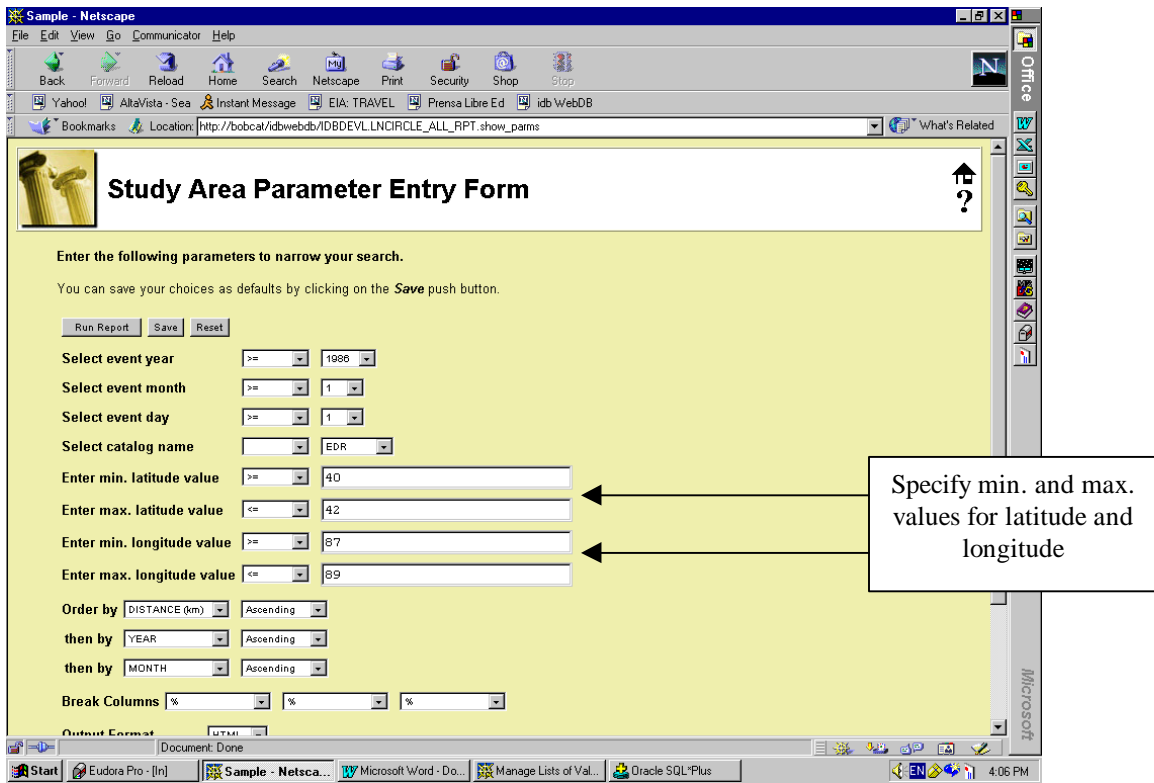 Sample - Netscape
File Edit View Go Communicator Help
Back Forward Reload Home Search Netscape Print Security Shop Stop
My
N
Yahoo! AltaVista - Sea Instant Message EIA: TRAVEL Prensa Libre Ed idb WebDB
Bookmarks Location: http://bobcat/idbwebdb/IDBDEVL.LNCIRCLE_ALL_RPT.show_parms What's Related
Office
Study Area Parameter Entry Form
?
Enter the following parameters to narrow your search.
You can save your choices as defaults by clicking on the Save push button.
Run Report Save Reset
Select event year >= 1986
Select event month >= 1
Select event day >= 1
Select catalog name EDR
Enter min. latitude value >= 40
Enter max. latitude value <= 42
Enter min. longitude value >= 87
Enter max. longitude value <= 89
Specify min. and max.
values for latitude and
longitude
Order by DISTANCE (km) Ascending
then by YEAR Ascending
then by MONTH Ascending
Break Columns % % %
Output Format HTML
Microsoft
Document: Done
Start Eudora Pro - [In] Sample - Netsca... Microsoft Word - Do... Manage Lists of Val... Oracle SQL*Plus EN 4:06 PM